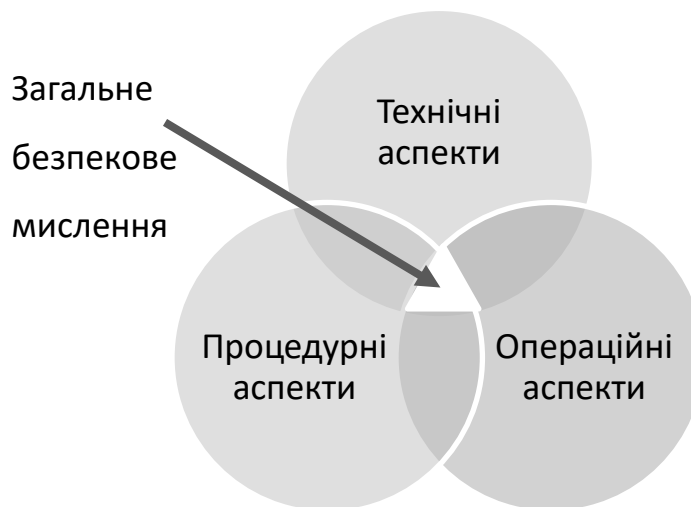 Загальне
безпекове
мислення
Технічні
аспекти
Процедурні
аспекти
Операційні
аспекти